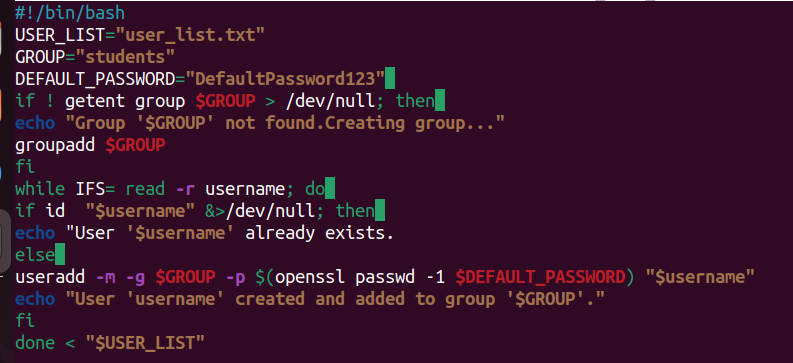 #!/bin/bash
USER_LIST="user_list.txt"
GROUP="students"
DEFAULT_PASSWORD="DefaultPassword123"
if ! getent group $GROUP > /dev/null; then
echo "Group '$GROUP' not found.Creating group..."
groupadd $GROUP
fi
while IFS= read -r username; do
if id  "$username" &>/dev/null; then
echo "User '$username' already exists.
else
useradd -m -g $GROUP -p $(openssl passwd -1 $DEFAULT_PASSWORD) "$username"
echo "User 'username' created and added to group '$GROUP'."
fi
done < "$USER_LIST"